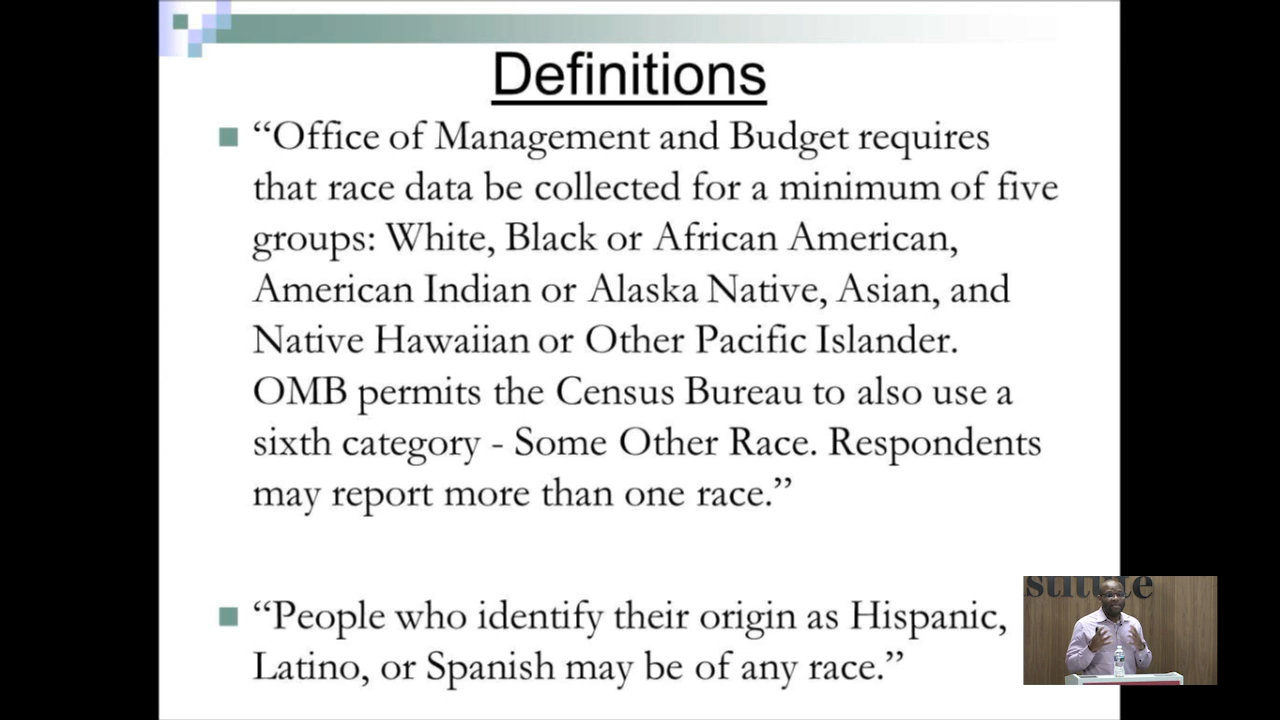 Definitions
“Office of Management and Budget requires
that race data be collected for a minimum of five
groups: White, Black or African American,
American Indian or Alaska Native, Asian, and
Native Hawaiian or Other Pacific Islander.
OMB permits the Census Bureau to also use a
sixth category - Some Other Race. Respondents
may report more than one race.”
“People who identify their origin as Hispanic,
Latino, or Spanish may be of any race.”
stitute